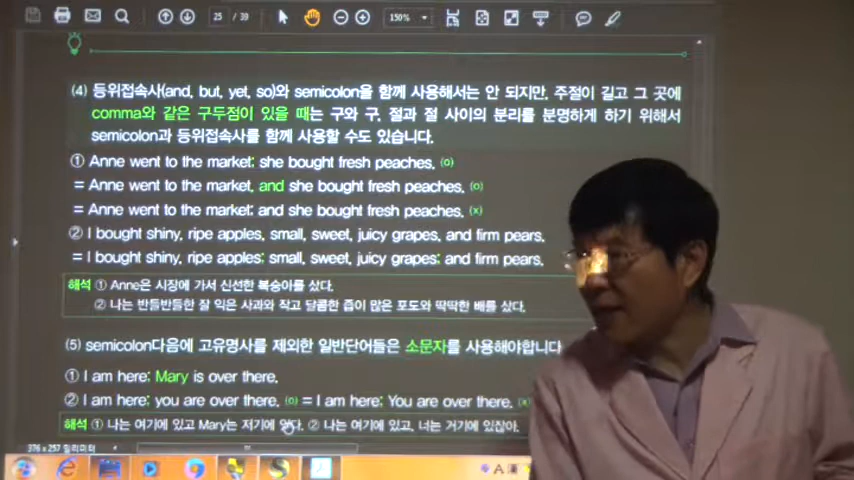 25 / 39
150%
(4) 등위접속사(and, but, yet, so)와 semicolon을 함께 사용해서는 안 되지만, 주절이 길고 그 곳에
comma와 같은 구두점이 있을 때는 구와 구, 절과 절 사이의 분리를 분명하게 하기 위해서
semicolon과 등위접속사를 함께 사용할 수도 있습니다.
① Anne went to the market; she bought fresh peaches. (o)
= Anne went to the market, and she bought fresh peaches. (o)
= Anne went to the market; and she bought fresh peaches. (x)
② I bought shiny, ripe apples, small, sweet, juicy grapes, and firm pears.
= I bought shiny, ripe apples; small, sweet, juicy grapes; and firm pears.
해석 ① Anne은 시장에 가서 신선한 복숭아를 샀다.
② 나는 반들반들한 잘 익은 사과와 작고 달콤한 즙이 많은 포도와 딱딱한 배를 샀다.
(5) semicolon다음에 고유명사를 제외한 일반단어들은 소문자를 사용해야합니다
① I am here; Mary is over there.
② I am here; you are over there. (o) = I am here; You are over there. (x)
해석 ① 나는 여기에 있고 Mary는 저기에 있다. ② 나는 여기에 있고, 너는 거기에 있잖아.
376 x 257 밀리미터
A 漢